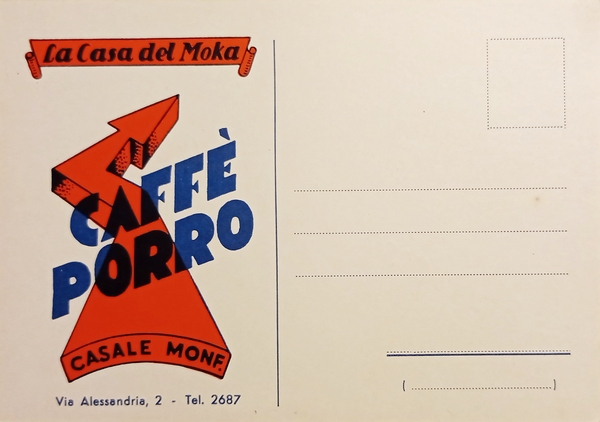 La Casa del Moka
CAFFÈ
PORRO
CASALE MONF.
Via Alessandria, 2 - Tel. 2687